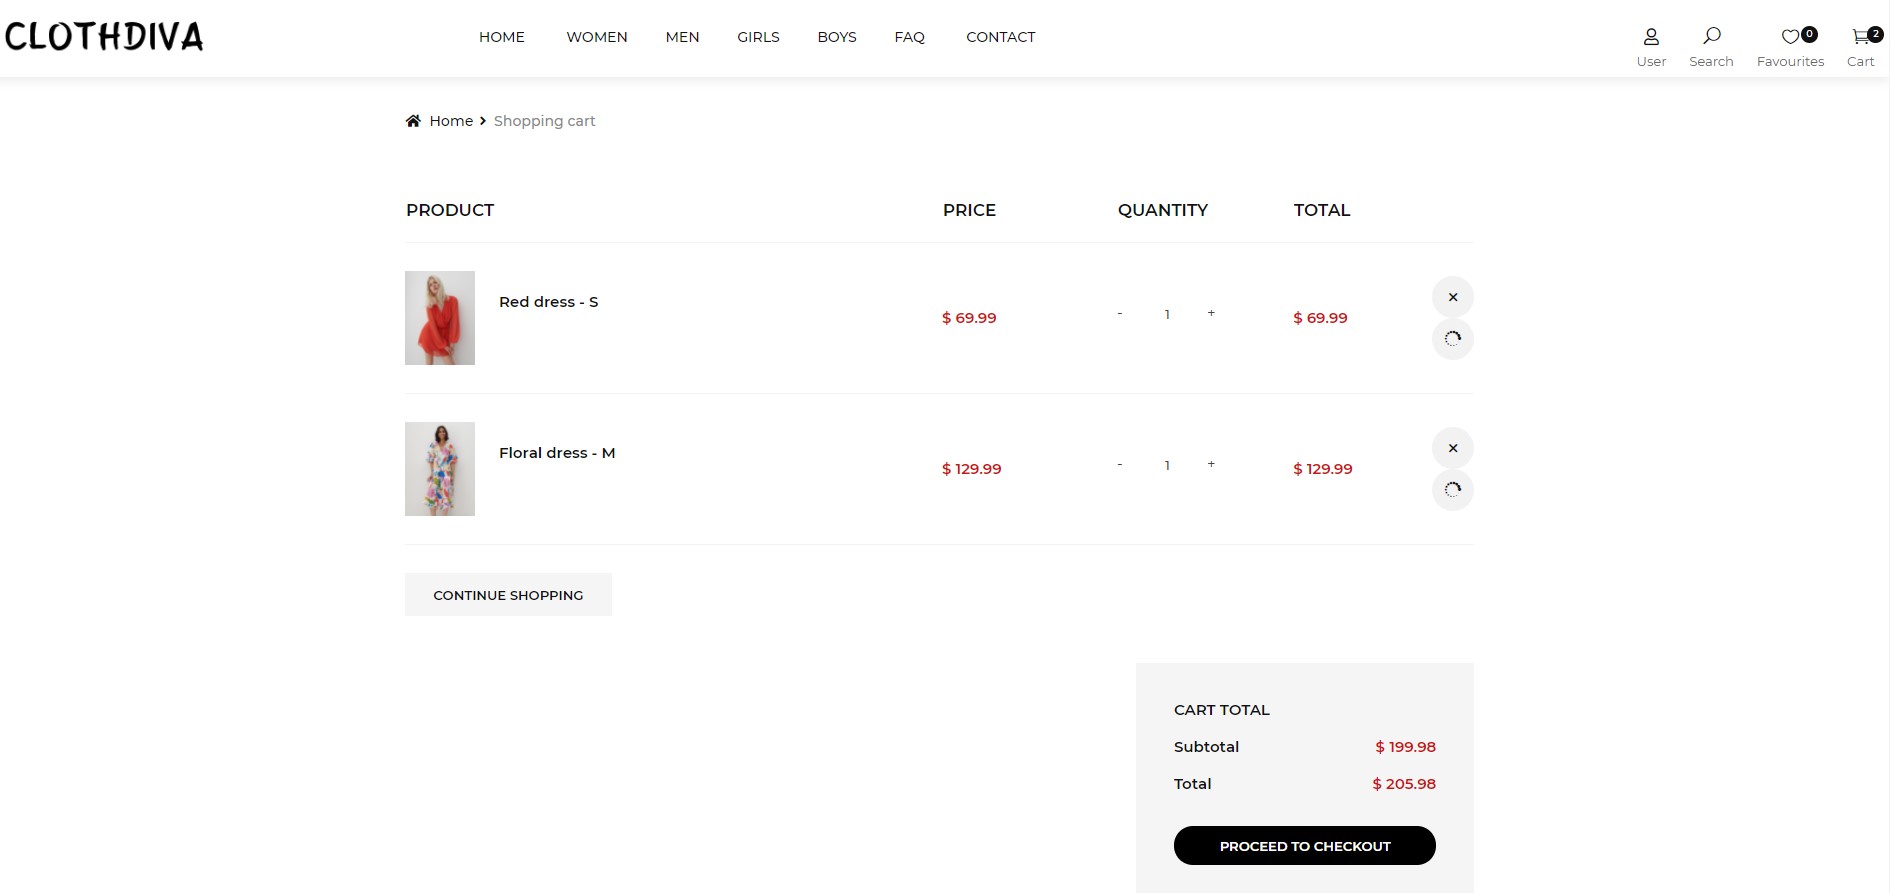 CLOTHDIVA
HOME WOMEN MEN GIRLS BOYS FAQ CONTACT
0 2
User Search Favourites Cart
Home Shopping cart
PRODUCT PRICE QUANTITY TOTAL
Red dress - S
$ 69.99 - 1 + $ 69.99
Floral dress - M
$ 129.99 - 1 + $ 129.99
CONTINUE SHOPPING
CART TOTAL
Subtotal $ 199.98
Total $ 205.98
PROCEED TO CHECKOUT